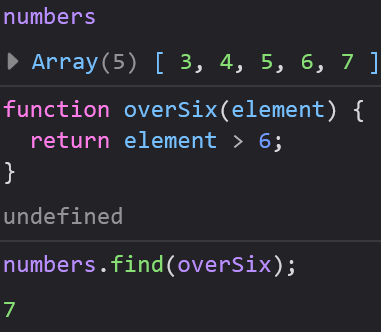 numbers
▶ Array(5) [ 3, 4, 5, 6, 7 ]
function overSix(element) {
  return element > 6;
}
undefined
numbers.find(overSix);
7